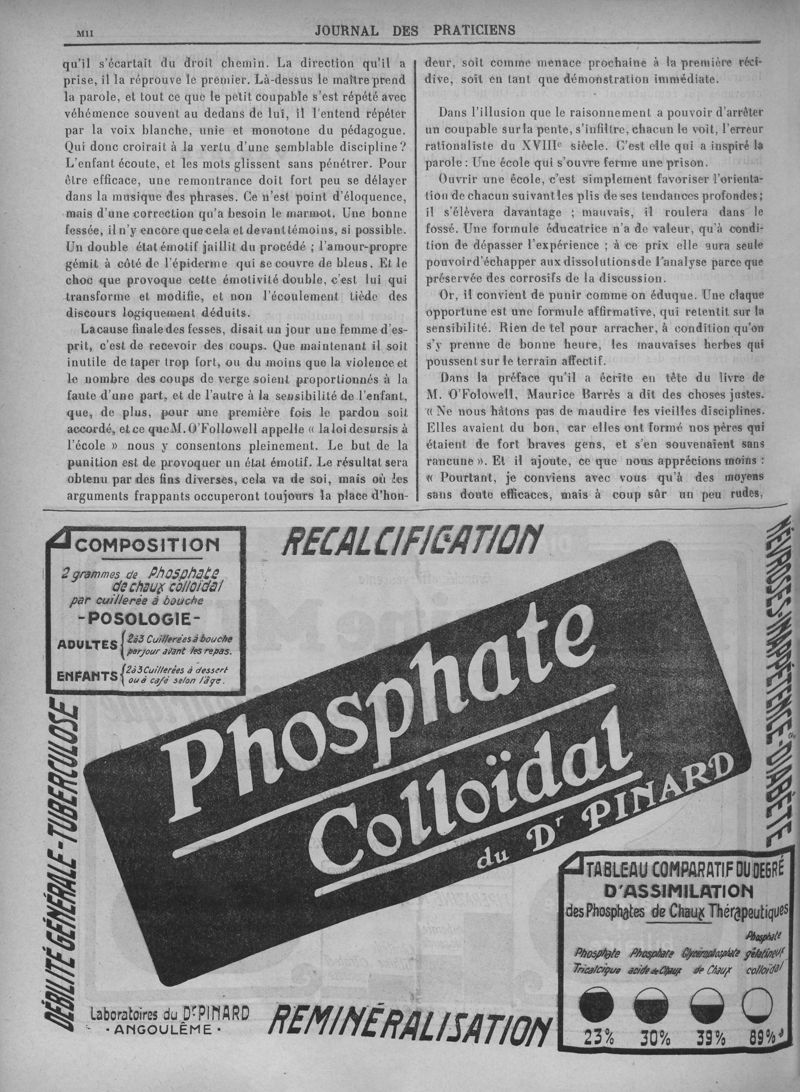 MII
JOURNAL DES PRATICIENS
qu'il s'écartait du droit chemin. La direction qu'il a
prise, il la réprouve le premier. Là-dessus le maître prend
la parole, et tout ce que le petit coupable s'est répété avec
véhémence souvent au dedans de lui, il l'entend répéter
par la voix blanche, unie et monotone du pédagogue.
Qui donc croirait à la vertu d'une semblable discipline ?
L'enfant écoute, et les mots glissent sans pénétrer. Pour
être efficace, une remontrance doit fort peu se délayer
dans la musique des phrases. Ce n'est point d'éloquence,
mais d'une correction qu'a besoin le marmot. Une bonne
fessée, il n'y encore que cela et devant témoins, si possible.
Un double état émotif jaillit du procédé ; l'amour-propre
gémit à côté de l'épiderme qui se couvre de bleus. Et le
choc que provoque cette émotivité double, c'est lui qui
transforme et modifie, et non l'écoulement tiède des
discours logiquement déduits.
La cause finale des fesses, disait un jour une femme d'es-
prit, c'est de recevoir des coups. Que maintenant il soit
inutile de taper trop fort, ou du moins que la violence et
le nombre des coups de verge soient proportionnés à la
faute d'une part, et de l'autre à la sensibilité de l'enfant,
que, de plus, pour une première fois le pardon soit
accordé, et ce que M. O'Followell appelle « la loi de sursis à
l'école » nous y consentons pleinement. Le but de la
punition est de provoquer un état émotif. Le résultat sera
obtenu par des fins diverses, cela va de soi, mais où les
arguments frappants occuperont toujours la place d'hon-
deur, soit comme menace prochaine à la première réci-
dive, soit en tant que démonstration immédiate.
Dans l'illusion que le raisonnement a pouvoir d'arrêter
un coupable sur la pente, s'infiltre, chacun le voit, l'erreur
rationaliste du XVIIIe siècle. C'est elle qui a inspiré la
parole : Une école qui s'ouvre ferme une prison.
Ouvrir une école, c'est simplement favoriser l'orienta-
tion de chacun suivant les plis de ses tendances profondes ;
il s'élèvera davantage ; mauvais, il roulera dans le
fossé. Une formule éducatrice n'a de valeur, qu'à condi-
tion de dépasser l'expérience ; à ce prix elle aura seule
pouvoir d'échapper aux dissolutions de l'analyse parce que
préservée des corrosifs de la discussion.
Or, il convient de punir comme on éduque. Une claque
opportune est une formule affirmative, qui retentit sur la
sensibilité. Rien de tel pour arracher, à condition qu'on
s'y prenne de bonne heure, les mauvaises herbes qui
poussent sur le terrain affectif.
Dans la préface qu'il a écrite en tête du livre de
M. O'Folowell, Maurice Barrès a dit des choses justes.
« Ne nous hâtons pas de maudire les vieilles disciplines.
Elles avaient du bon, car elles ont formé nos pères qui
étaient de fort braves gens, et s'en souvenaient sans
rancune ». Et il ajoute, ce que nous apprécions moins :
« Pourtant, je conviens avec vous qu'à des moyens
sans doute efficaces, mais à coup sûr un peu rudes,
COMPOSITION
2 grammes de Phosphate
de chaux colloïdal
par cuillerée à bouche
- POSOLOGIE -
ADULTES { 2 à 3 Cuillerées à bouche
par jour avant les repas.
ENFANTS { 2 à 3 Cuillerées à dessert
ou à café selon l'âge.
RECALCIFICATION
NÉVROSES-INAPPÉTENCE-DIABÈTE
DÉBILITÉ GÉNÉRALE-TUBERCULOSE
Phosphate
Colloïdal
du Dr PINARD
TABLEAU COMPARATIF DU DEGRÉ
D'ASSIMILATION
des Phosphates de Chaux Thérapeutiques
Phosphate Tricalcique
Phosphate acide de Chaux
Glycérophosphate de Chaux
Phosphate gélatineux colloïdal
23% 30% 39% 89%
Laboratoires du Dr PINARD
- ANGOULÊME -
REMINÉRALISATION